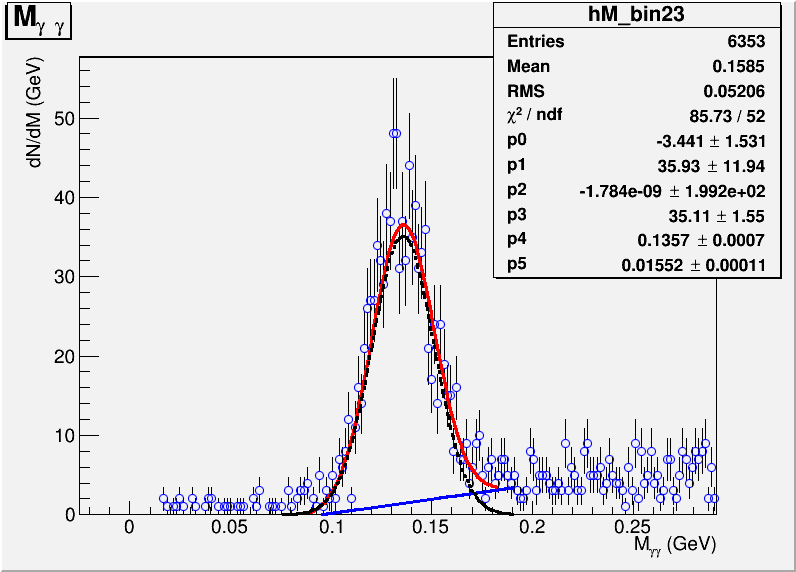 M γ γ
hM_bin23
Entries 6353
Mean 0.1585
RMS 0.05206
χ² / ndf 85.73 / 52
p0 -3.441 ± 1.531
p1 35.93 ± 11.94
p2 -1.784e-09 ± 1.992e+02
p3 35.11 ± 1.55
p4 0.1357 ± 0.0007
p5 0.01552 ± 0.00011
dN/dM (GeV)
50
40
30
20
10
0
0 0.05 0.1 0.15 0.2 0.25
M γγ (GeV)